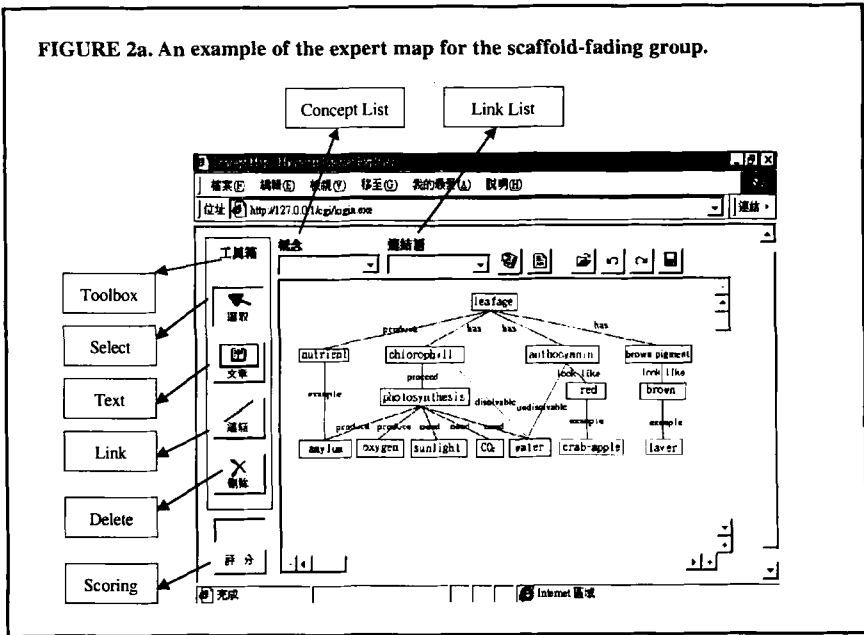 FIGURE 2a. An example of the expert map for the scaffold-fading group.
Concept List
Link List
檔案(F) 編輯(E) 檢視(V) 移至(G) 我的最愛(A) 說明(H)
位址 http://127.0.0.1/cgi/login.exe 連結
工具箱
概念
連結語
Toolbox
Select
Text
Link
Delete
Scoring
選取
文章
連結
刪除
評分
leafage
produce has has has
nutrient chlorophyll anthocyanin brown pigment
proceed look like look like
example photosynthesis disolvable undisolvable red brown
produce produce need need need example example
amylum oxygen sunlight CO₂ water crab-apple laver
完成
Internet 區域